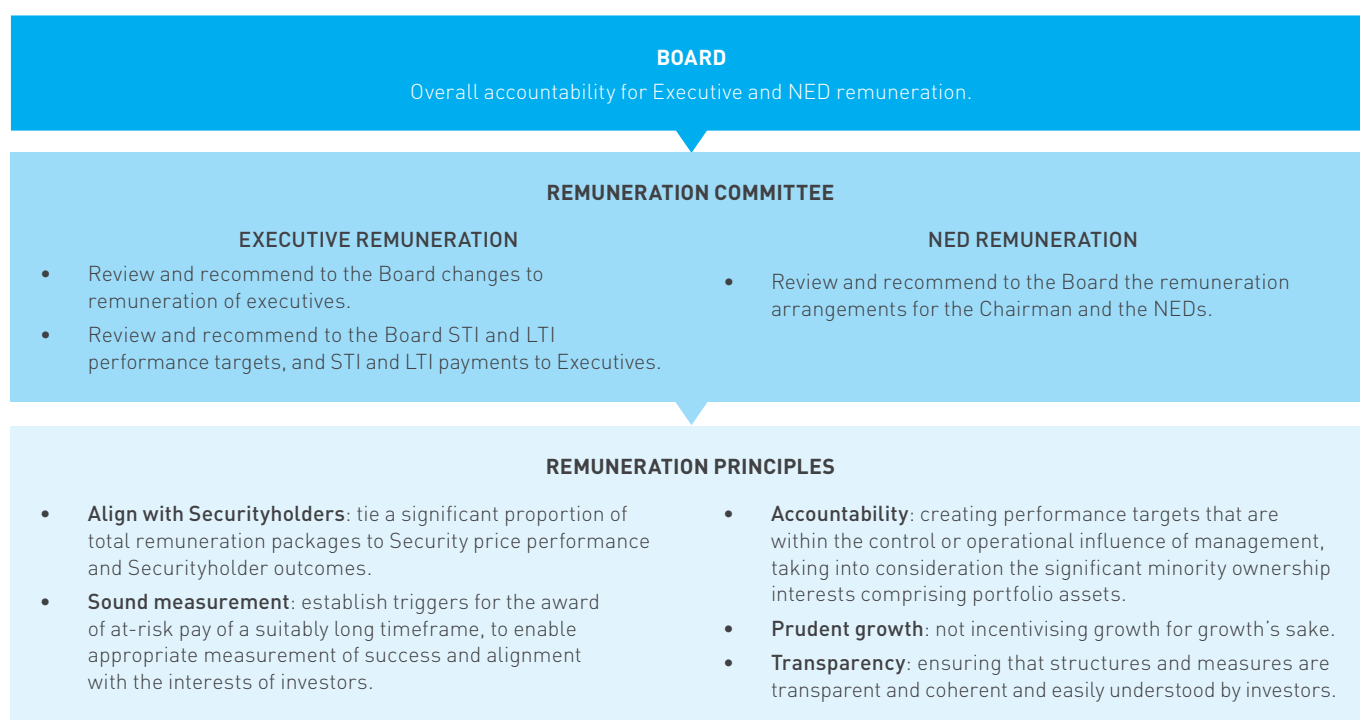 BOARD
Overall accountability for Executive and NED remuneration.
REMUNERATION COMMITTEE
EXECUTIVE REMUNERATION
• Review and recommend to the Board changes to
remuneration of executives.
• Review and recommend to the Board STI and LTI
performance targets, and STI and LTI payments to Executives.
NED REMUNERATION
• Review and recommend to the Board the remuneration
arrangements for the Chairman and the NEDs.
REMUNERATION PRINCIPLES
• Align with Securityholders: tie a significant proportion of
total remuneration packages to Security price performance
and Securityholder outcomes.
• Sound measurement: establish triggers for the award
of at-risk pay of a suitably long timeframe, to enable
appropriate measurement of success and alignment
with the interests of investors.
• Accountability: creating performance targets that are
within the control or operational influence of management,
taking into consideration the significant minority ownership
interests comprising portfolio assets.
• Prudent growth: not incentivising growth for growth’s sake.
• Transparency: ensuring that structures and measures are
transparent and coherent and easily understood by investors.